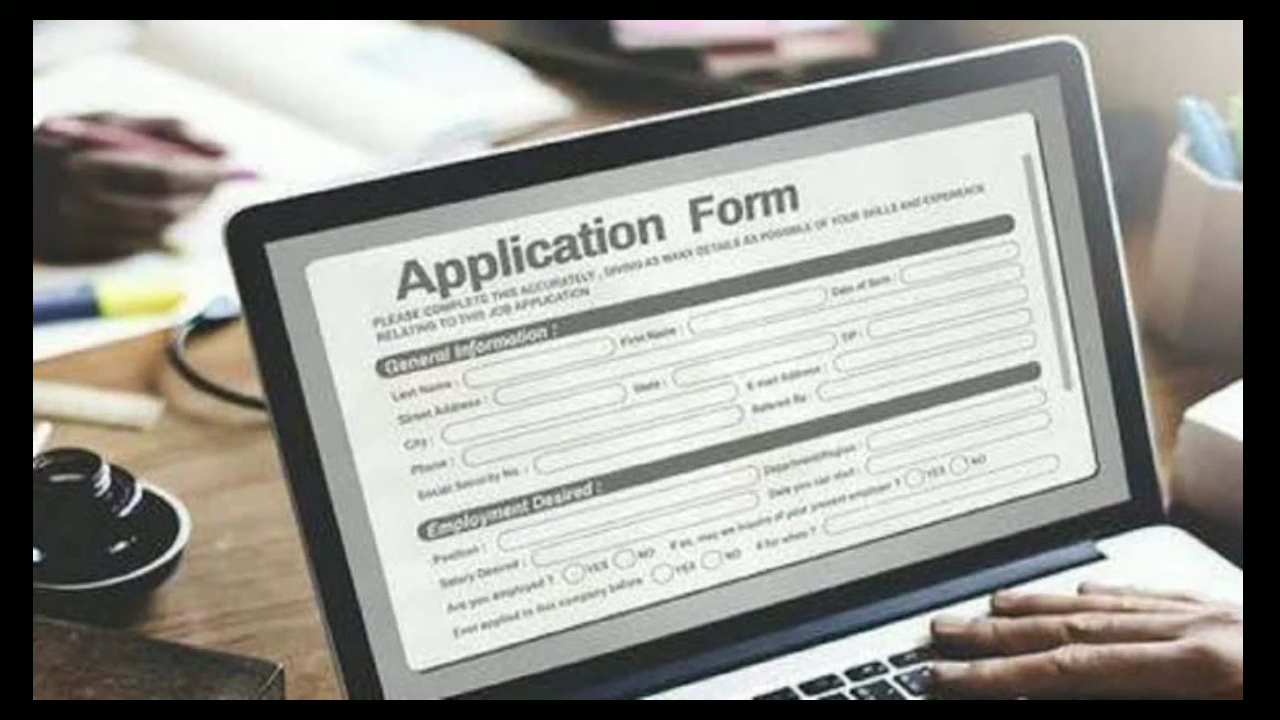 Application Form
PLEASE COMPLETE THIS ACCURATELY , GIVING AS MANY DETAILS AS POSSIBLE OF YOUR SKILLS AND EXPERIENCE
RELATING TO THIS JOB APPLICATION
General Information :
Last Name : First Name : Date of Birth :
Street Address :
City : State : ZIP :
Phone : E-mail Address :
Social Security No. : Referred By :
Employment Desired :
Position : Department/Region :
Salary Desired : Date you can start :
Are you employed ? YES NO If so, may we inquire of your present employer ? YES NO
Ever applied to this company before YES NO If for when ?